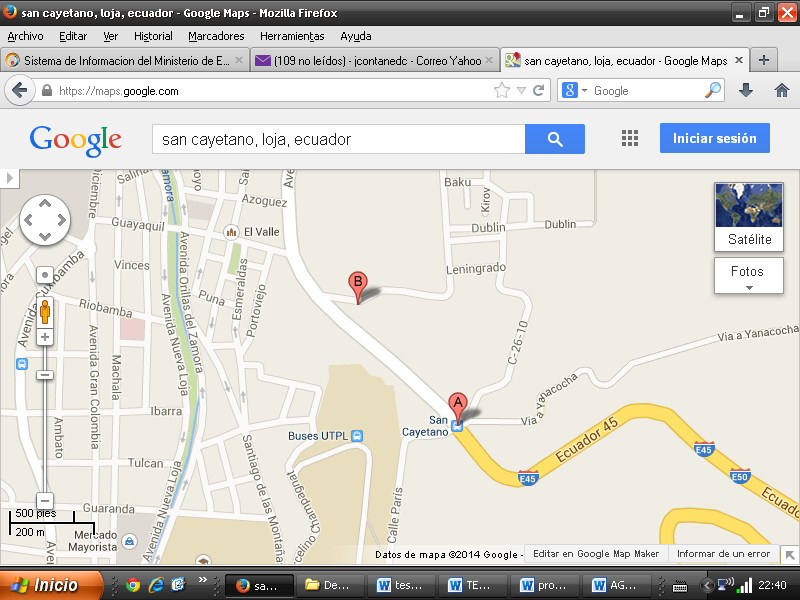 san cayetano, loja, ecuador - Google Maps - Mozilla Firefox
Archivo Editar Ver Historial Marcadores Herramientas Ayuda
Sistema de Informacion del Ministerio de E...
(109 no leídos) - jcontanedc - Correo Yahoo
san cayetano, loja, ecuador - Google Maps
https://maps.google.com
Google
Google
san cayetano, loja, ecuador
Iniciar sesión
Satélite
Fotos
Salina
Azoguez
Guayaquil
El Valle
Zamora
Diciembre
Vinces
Avenida Orillas del Zamora
Esmeraldas
Portoviejo
Puna
Riobamba
Avenida Cuxibamba
Machala
Avenida Gran Colombia
Avenida Nueva Loja
Baku
Kirov
Dublin
Dublin
Leningrado
B
C-26-10
Via a Yanacocha
Via a Yanacocha
A
San
Cayetano
Buses UTPL
Ibarra
Ambato
Tulcan
Guaranda
Santiago de las Montañas
Avenida Nueva Loja
Calle Paris
Ecuador 45
E45
E45
E50
Mercado
Mayorista
500 pies
200 m
Datos de mapa ©2014 Google -
Editar en Google Map Maker
Informar de un error
Inicio
sa...
De...
tes...
TE...
pro...
AG...
22:40